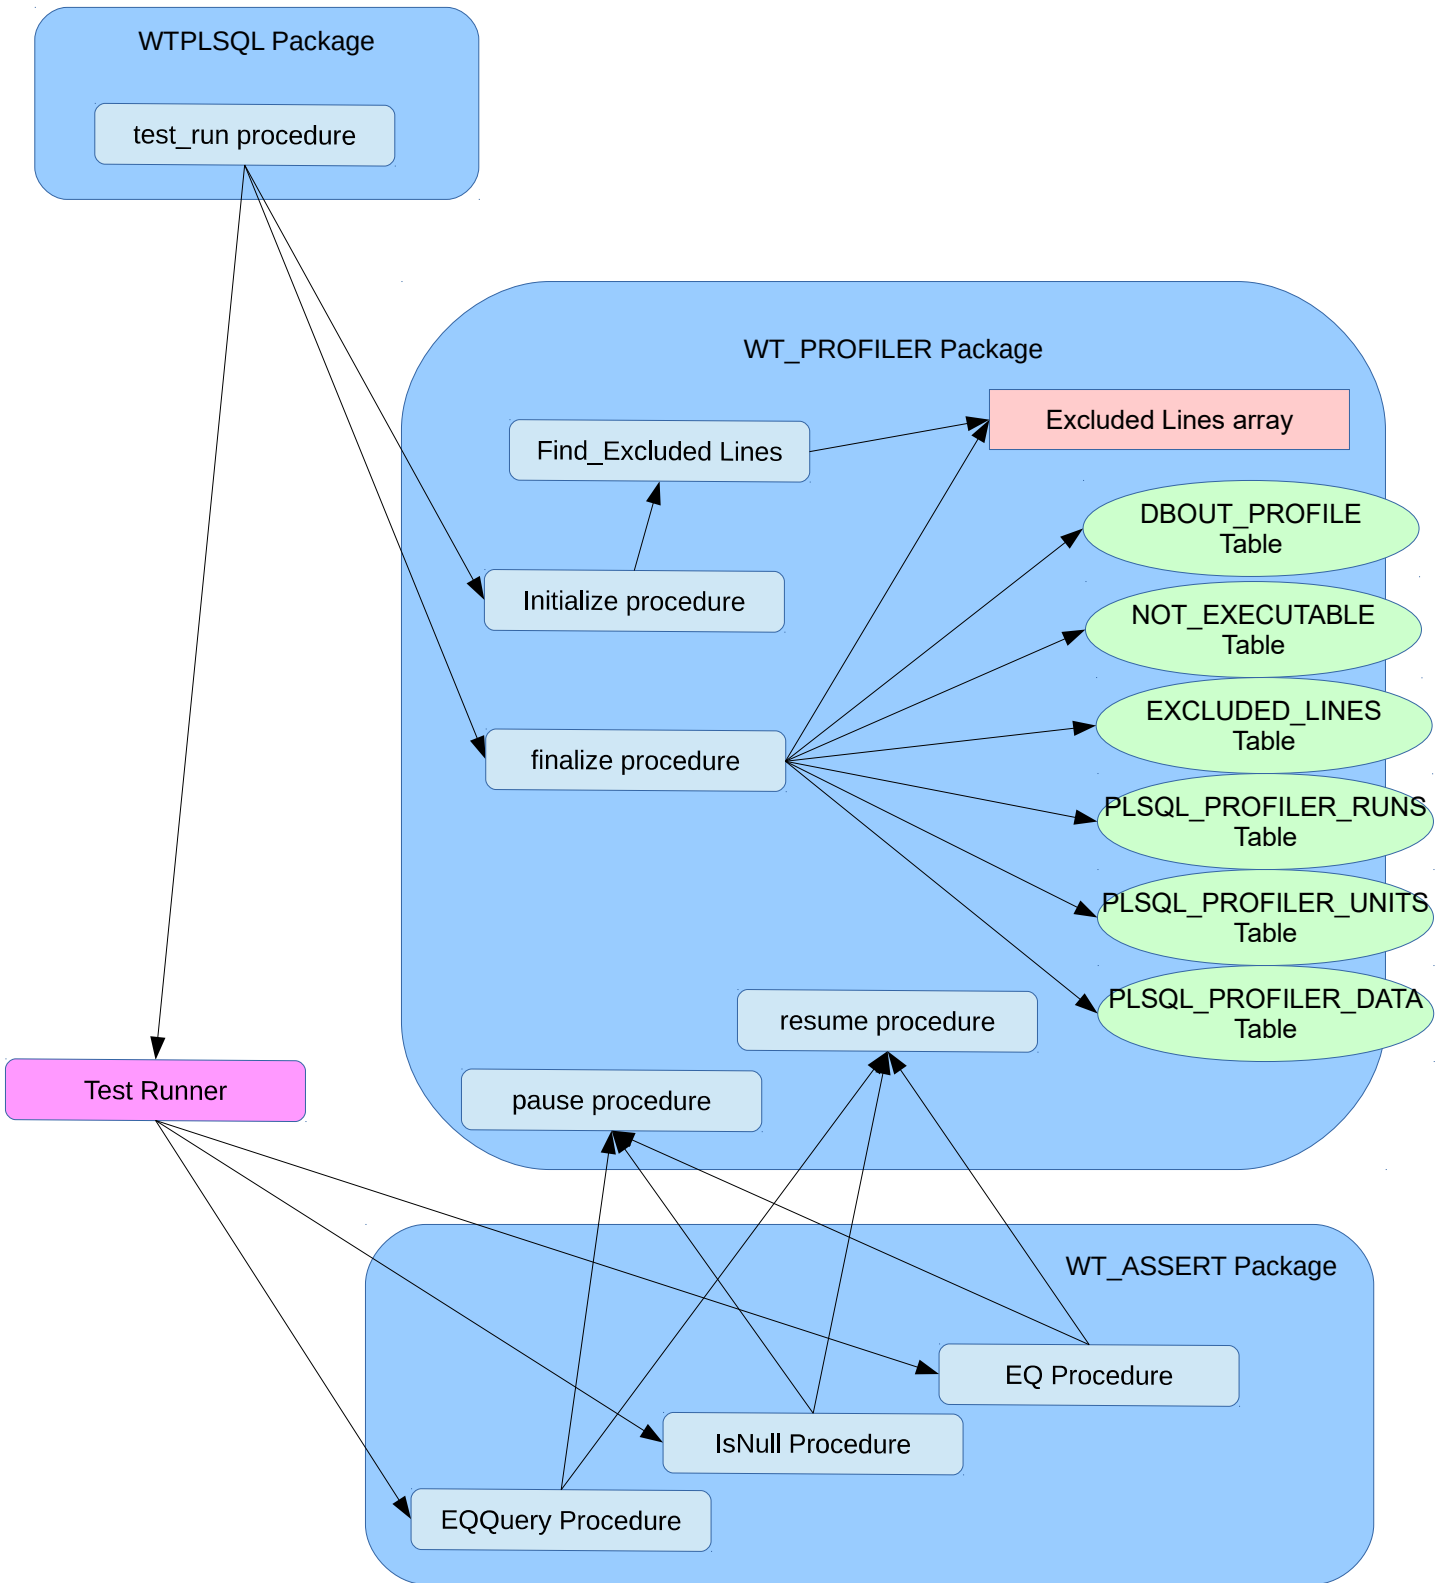 WTPLSQL Package
test_run procedure
WT_PROFILER Package
Excluded Lines array
Find_Excluded Lines
DBOUT_PROFILE
Table
Initialize procedure
NOT_EXECUTABLE
Table
EXCLUDED_LINES
Table
finalize procedure
PLSQL_PROFILER_RUNS
Table
PLSQL_PROFILER_UNITS
Table
PLSQL_PROFILER_DATA
Table
resume procedure
Test Runner
pause procedure
WT_ASSERT Package
EQ Procedure
IsNull Procedure
EQQuery Procedure